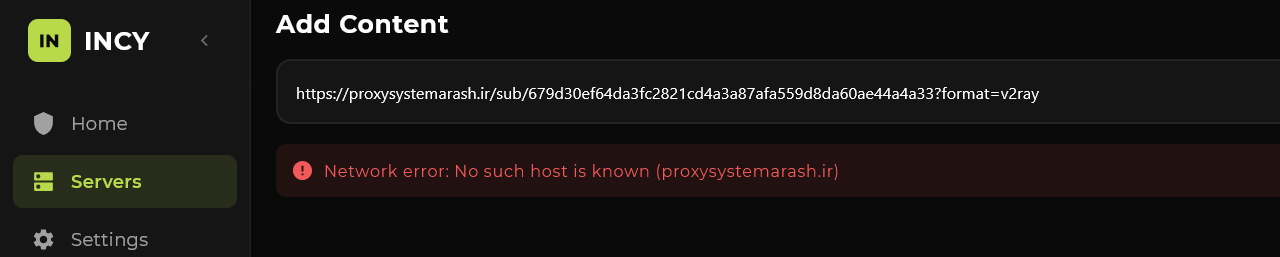 IN INCY
Add Content
https://proxysystemarash.ir/sub/679d30ef64da3fc2821cd4a3a87afa559d8da60ae44a4a33?format=v2ray
Home
Network error: No such host is known (proxysystemarash.ir)
Servers
Settings